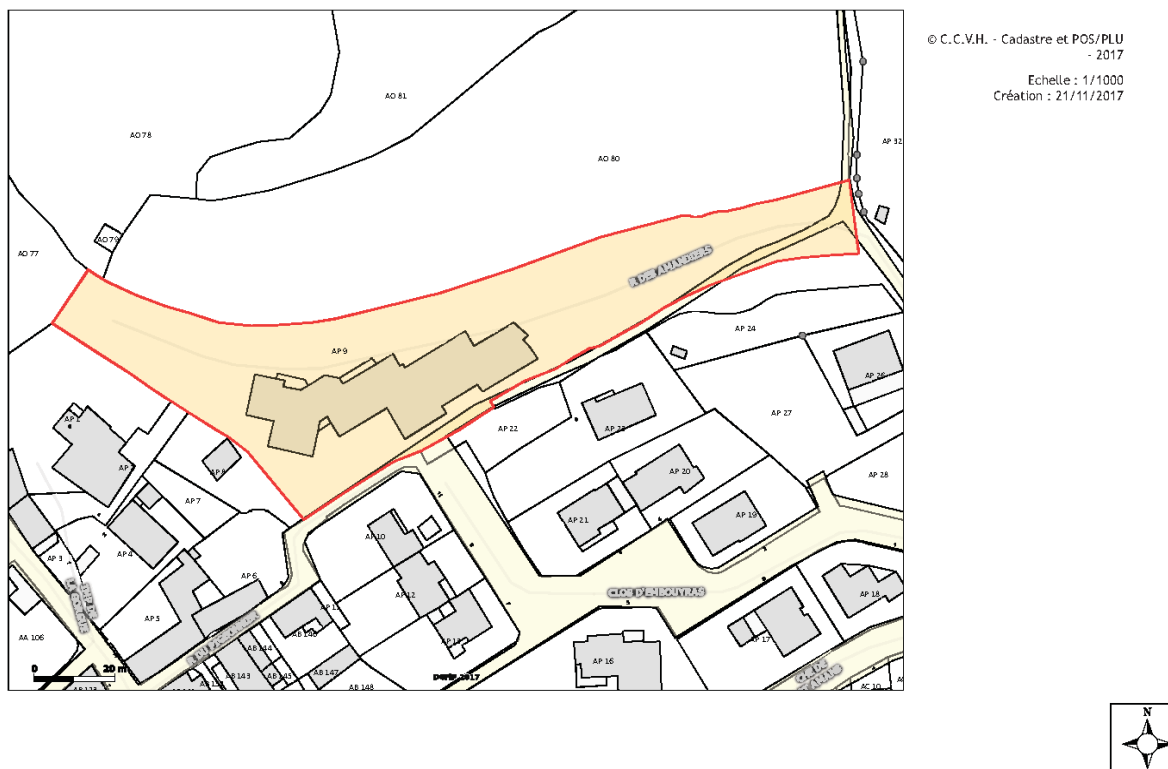 © C.C.V.H. - Cadastre et POS/PLU
- 2017
Echelle : 1/1000
Création : 21/11/2017
AO 81
AO 78
AO 80
AP 32
AO 79
AO 77
R DES AMANDIERS
AP 24
AP 9
AP 26
AP 27
AP 1
AP 22
AP 23
AP 2
AP 8
AP 20
AP 28
AP 7
AP 21
AP 19
AP 10
AP 3
AP 4
AP 6
AP 12
CLOS D'EMBOUYRAS
AP 18
AP 11
AP 5
AA 106
AB 146
AP 13
AP 17
AB 144
AP 16
0
20 m
AB 143
AB 145
AB 147
DGFiP 2017
AB 148
AC 10
N